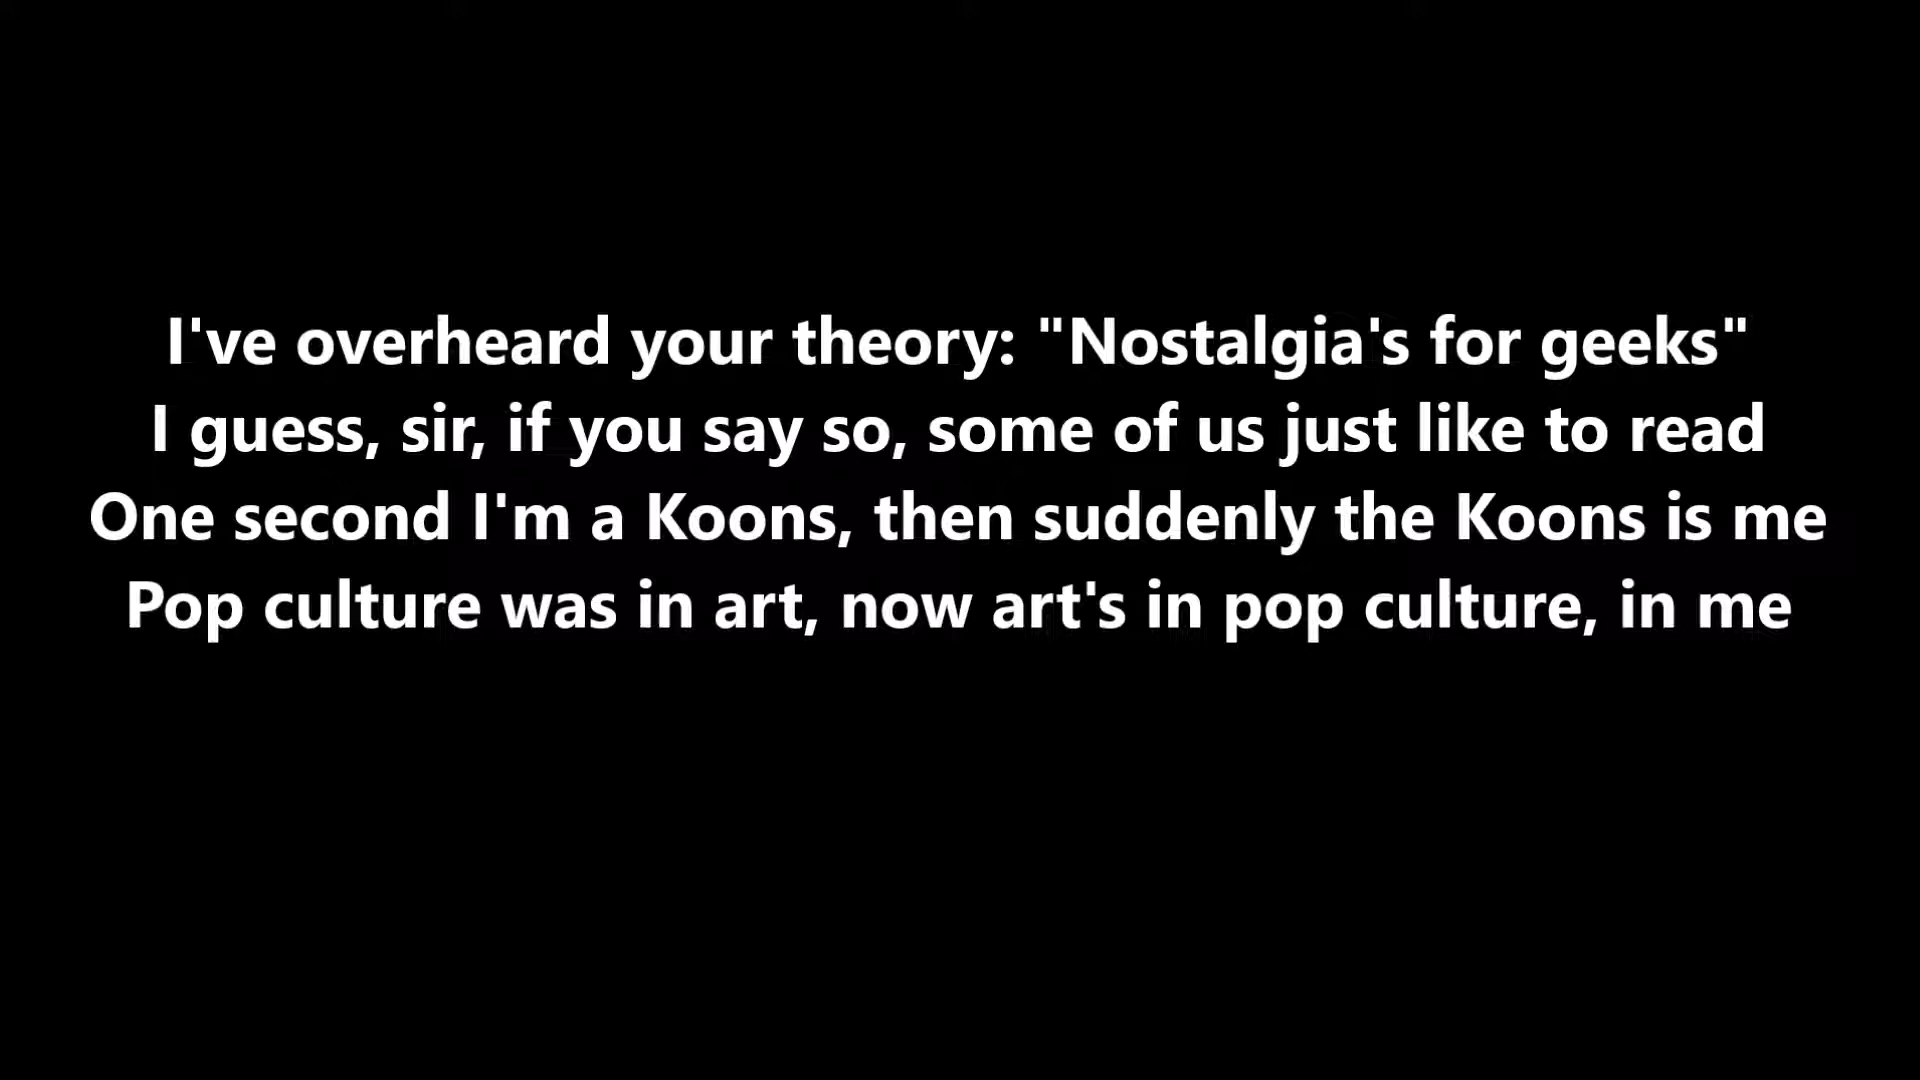 I've overheard your theory: "Nostalgia's for geeks"
I guess, sir, if you say so, some of us just like to read
One second I'm a Koons, then suddenly the Koons is me
Pop culture was in art, now art's in pop culture, in me